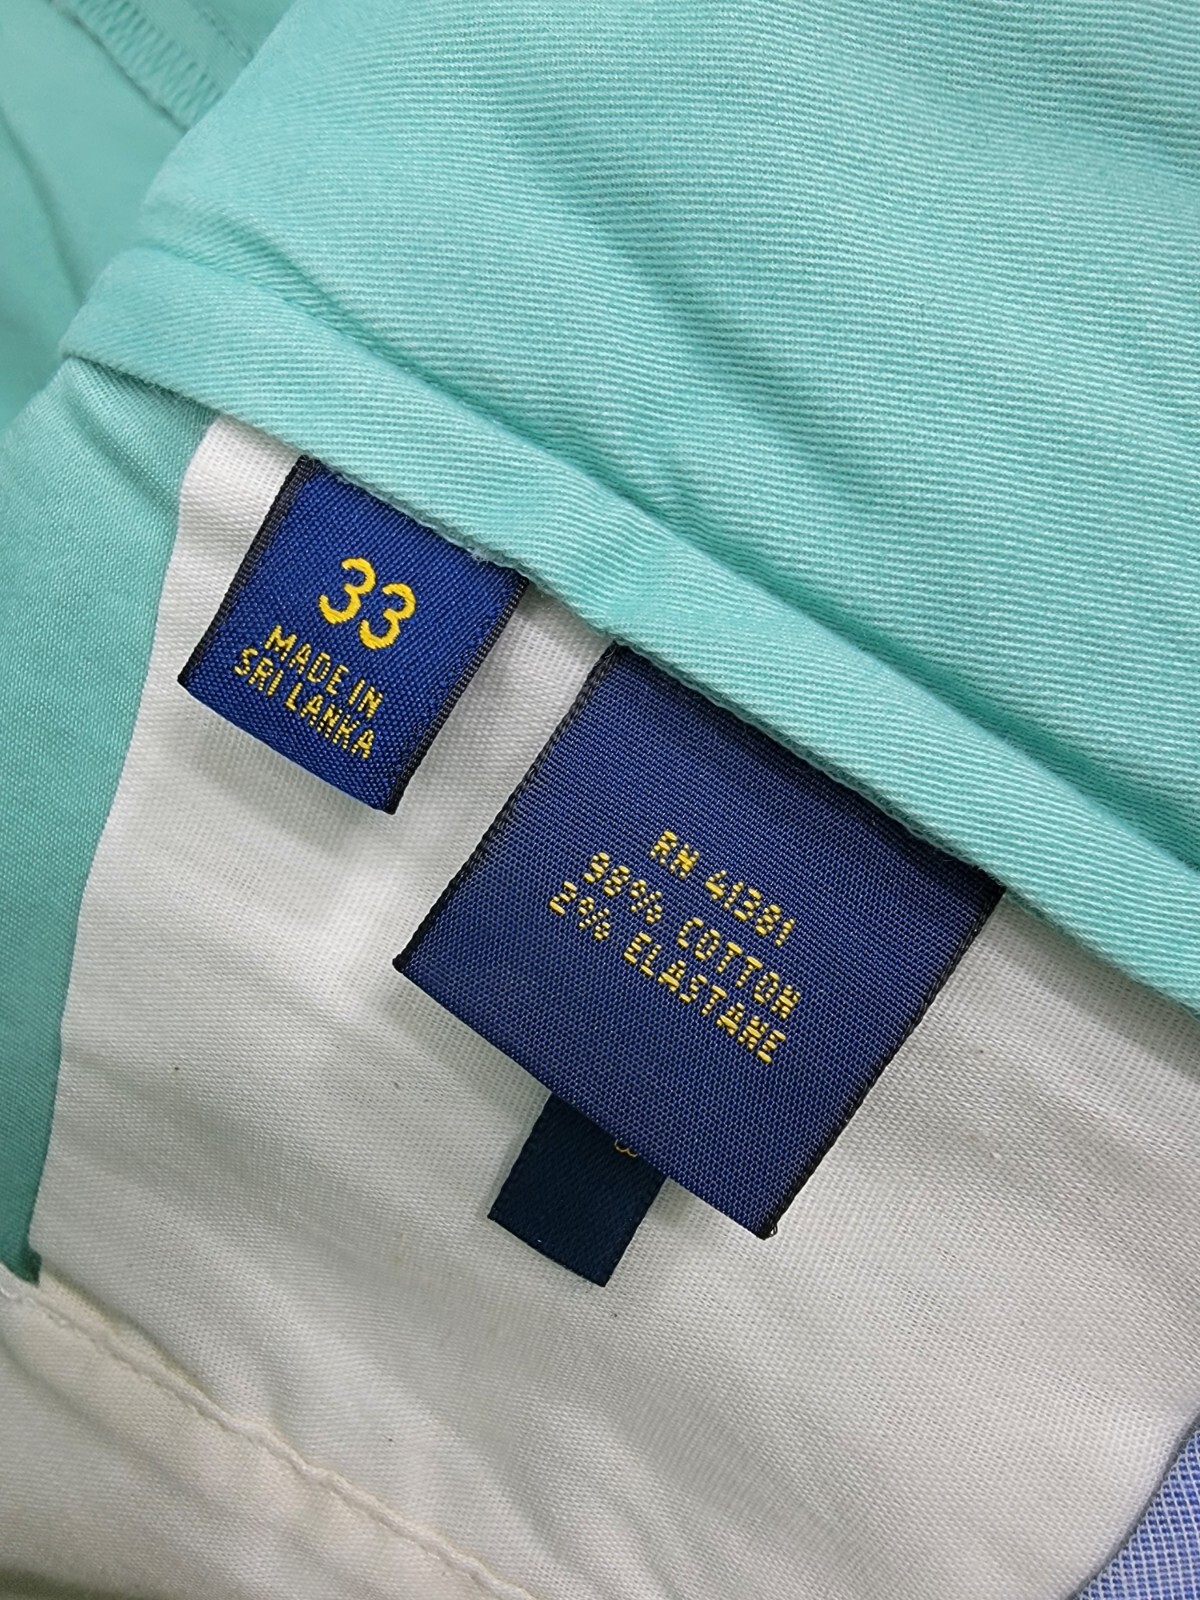 33
MADE IN
SRI LANKA
RN 41381
98% COTTON
2% ELASTANE